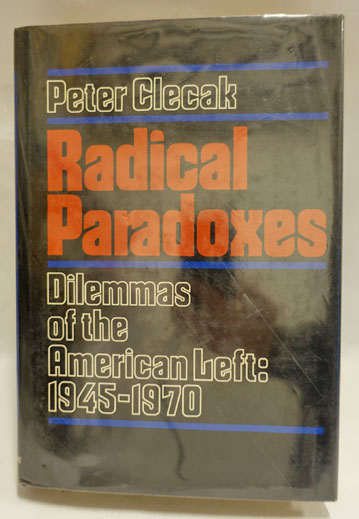 Peter Clecak
Radical
Paradoxes
Dilemmas
of the
American Left:
1945-1970